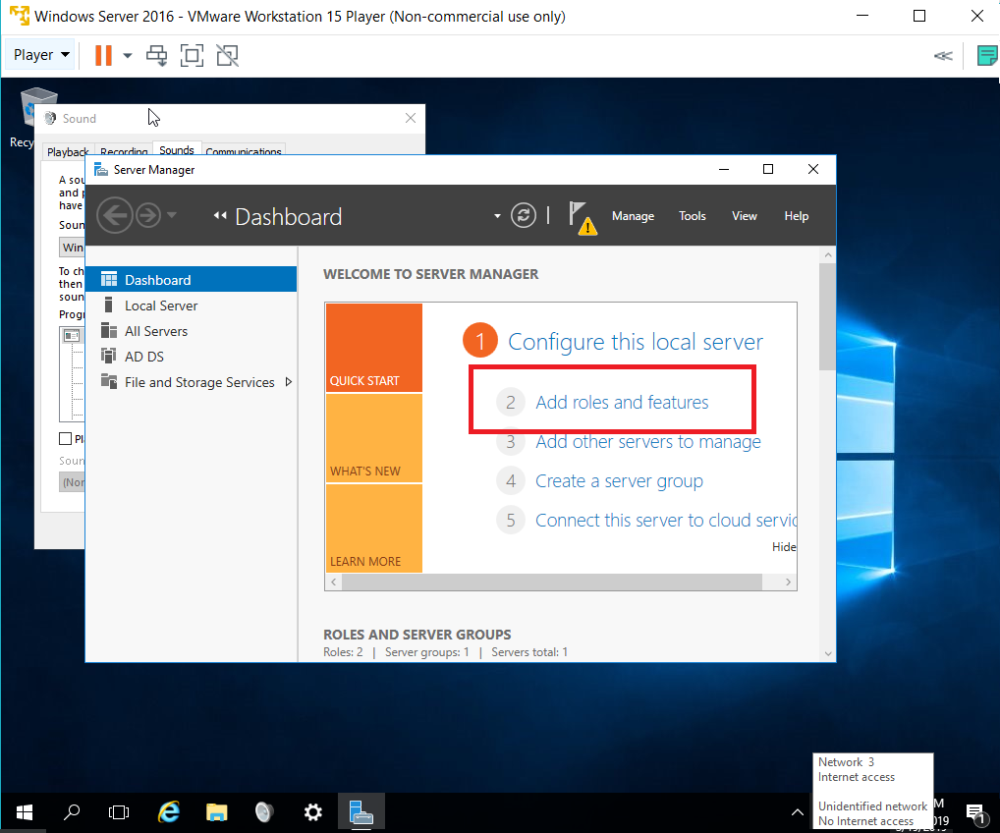 Windows Server 2016 - VMware Workstation 15 Player (Non-commercial use only)
Player
Sound
Playback Recording Sounds Communications
Server Manager
Dashboard
Manage Tools View Help
A sou
and p
have
Soun
Win
To ch
then
soun
Progr
Pl
Soun
(Nor
Dashboard
Local Server
All Servers
AD DS
File and Storage Services
WELCOME TO SERVER MANAGER
QUICK START
WHAT'S NEW
LEARN MORE
1 Configure this local server
2 Add roles and features
3 Add other servers to manage
4 Create a server group
5 Connect this server to cloud servic
Hide
ROLES AND SERVER GROUPS
Roles: 2 | Server groups: 1 | Servers total: 1
Recy
Network 3
Internet access
Unidentified network
No Internet access
M
019
1